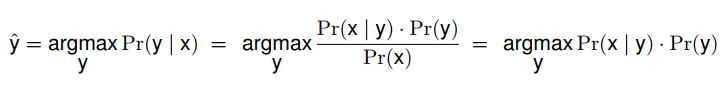 ŷ = argmax Pr(y | x) = argmax Pr(x | y) · Pr(y) / Pr(x) = argmax Pr(x | y) · Pr(y)
y y y